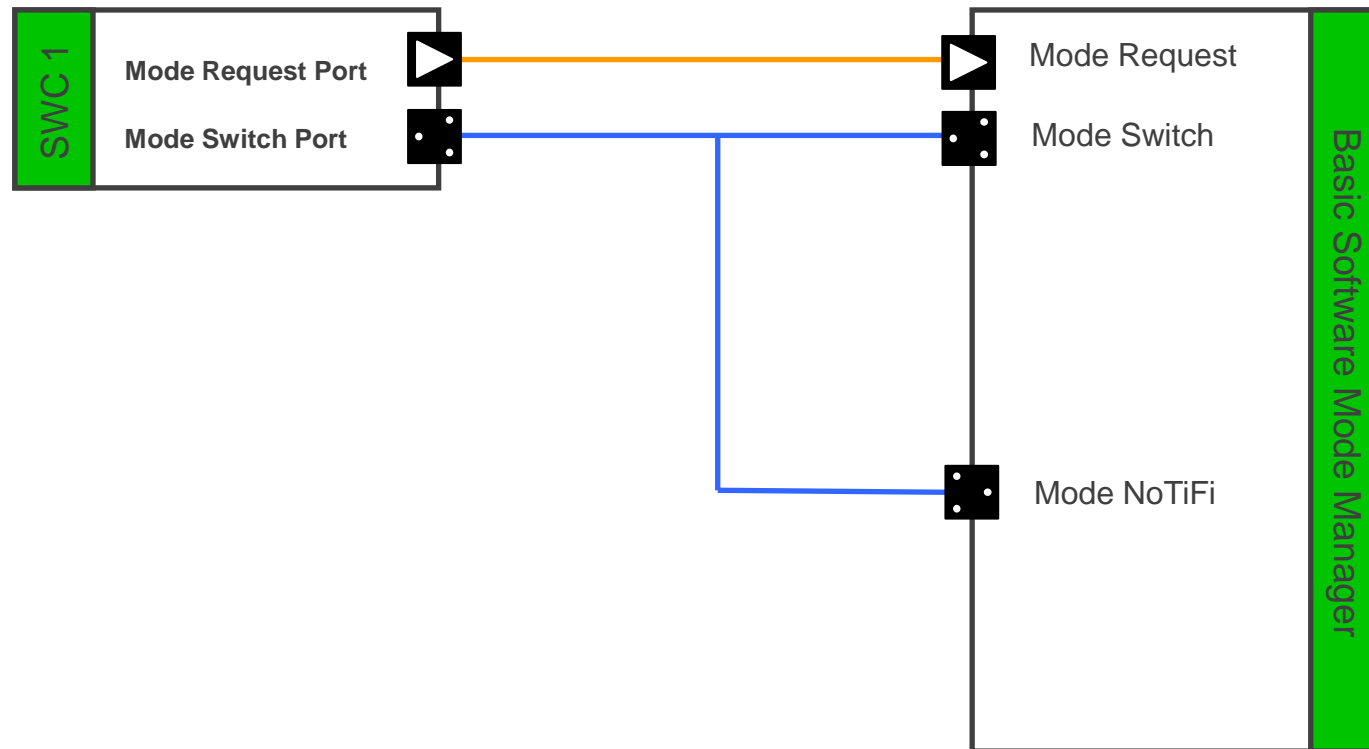 SWC 1
Mode Request Port
Mode Switch Port
Mode Request
Mode Switch
Mode NoTiFi
Basic Software Mode Manager